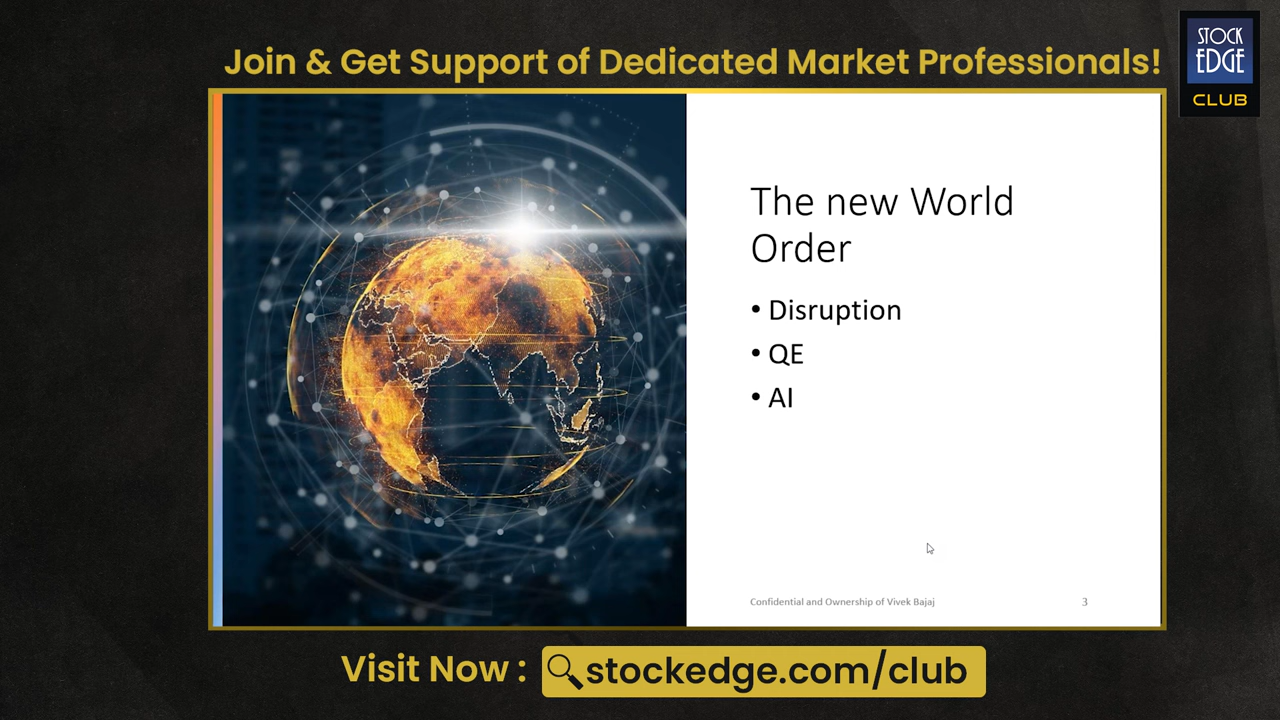 Join & Get Support of Dedicated Market Professionals!
STOCK
EDGE
CLUB
The new World
Order
• Disruption
• QE
• AI
Confidential and Ownership of Vivek Bajaj
3
Visit Now :
stockedge.com/club